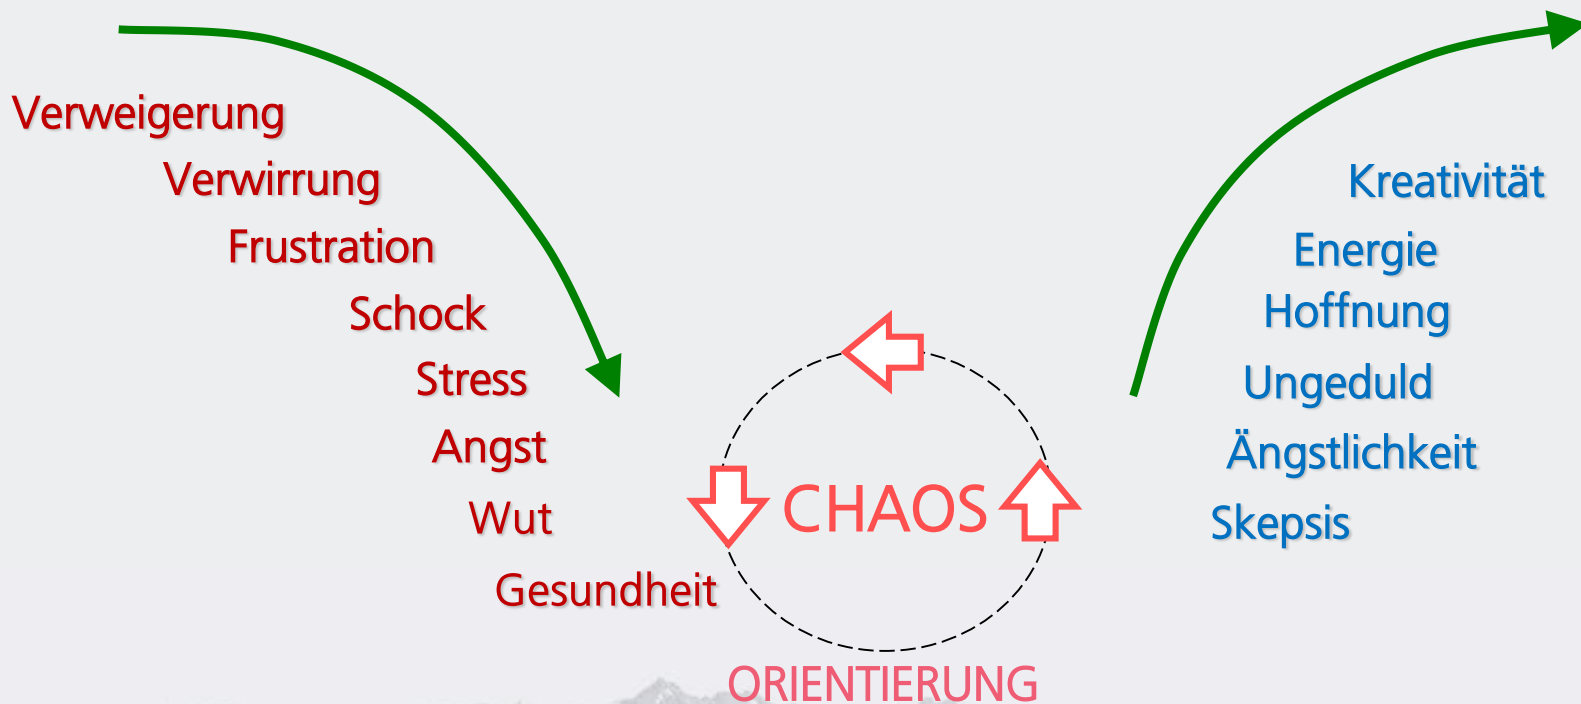 Verweigerung
Verwirrung
Frustration
Schock
Stress
Angst
Wut
Gesundheit
CHAOS
ORIENTIERUNG
Kreativität
Energie
Hoffnung
Ungeduld
Ängstlichkeit
Skepsis